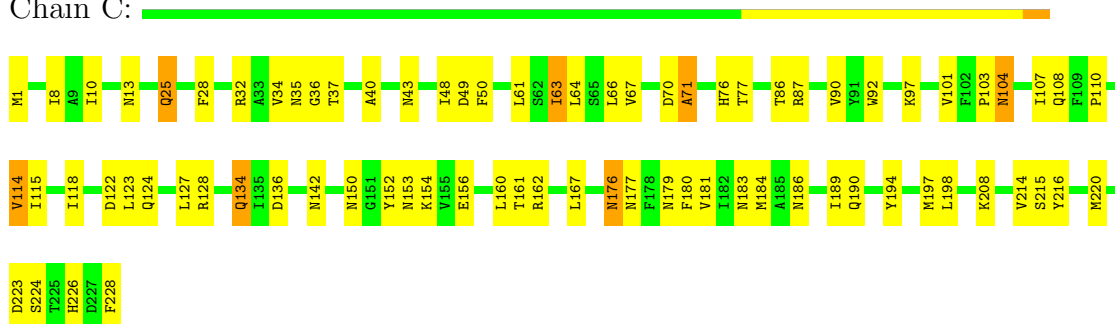 Chain C:
M1 I8 A9 I10 N13 Q25 F28 R32 A33 V34 N35 G36 T37 A40 N43 I48 D49 F50 L61 S62 I63 L64 S65 L66 V67 D70 A71 H76 T77 T86 R87 V90 Y91 W92 K97 V101 F102 P103 N104 I107 Q108 F109 P110
Y114 I115 I118 D122 L123 Q124 L127 R128 Q134 I135 D136 N142 N150 G151 Y152 N153 K154 V155 E156 L160 T161 R162 L167 N176 N177 F178 N179 F180 V181 I182 N183 M184 A185 N186 I189 Q190 Y194 M197 L198 K208 V214 S215 Y216 M220
D223 S224 T225 H226 D227 F228